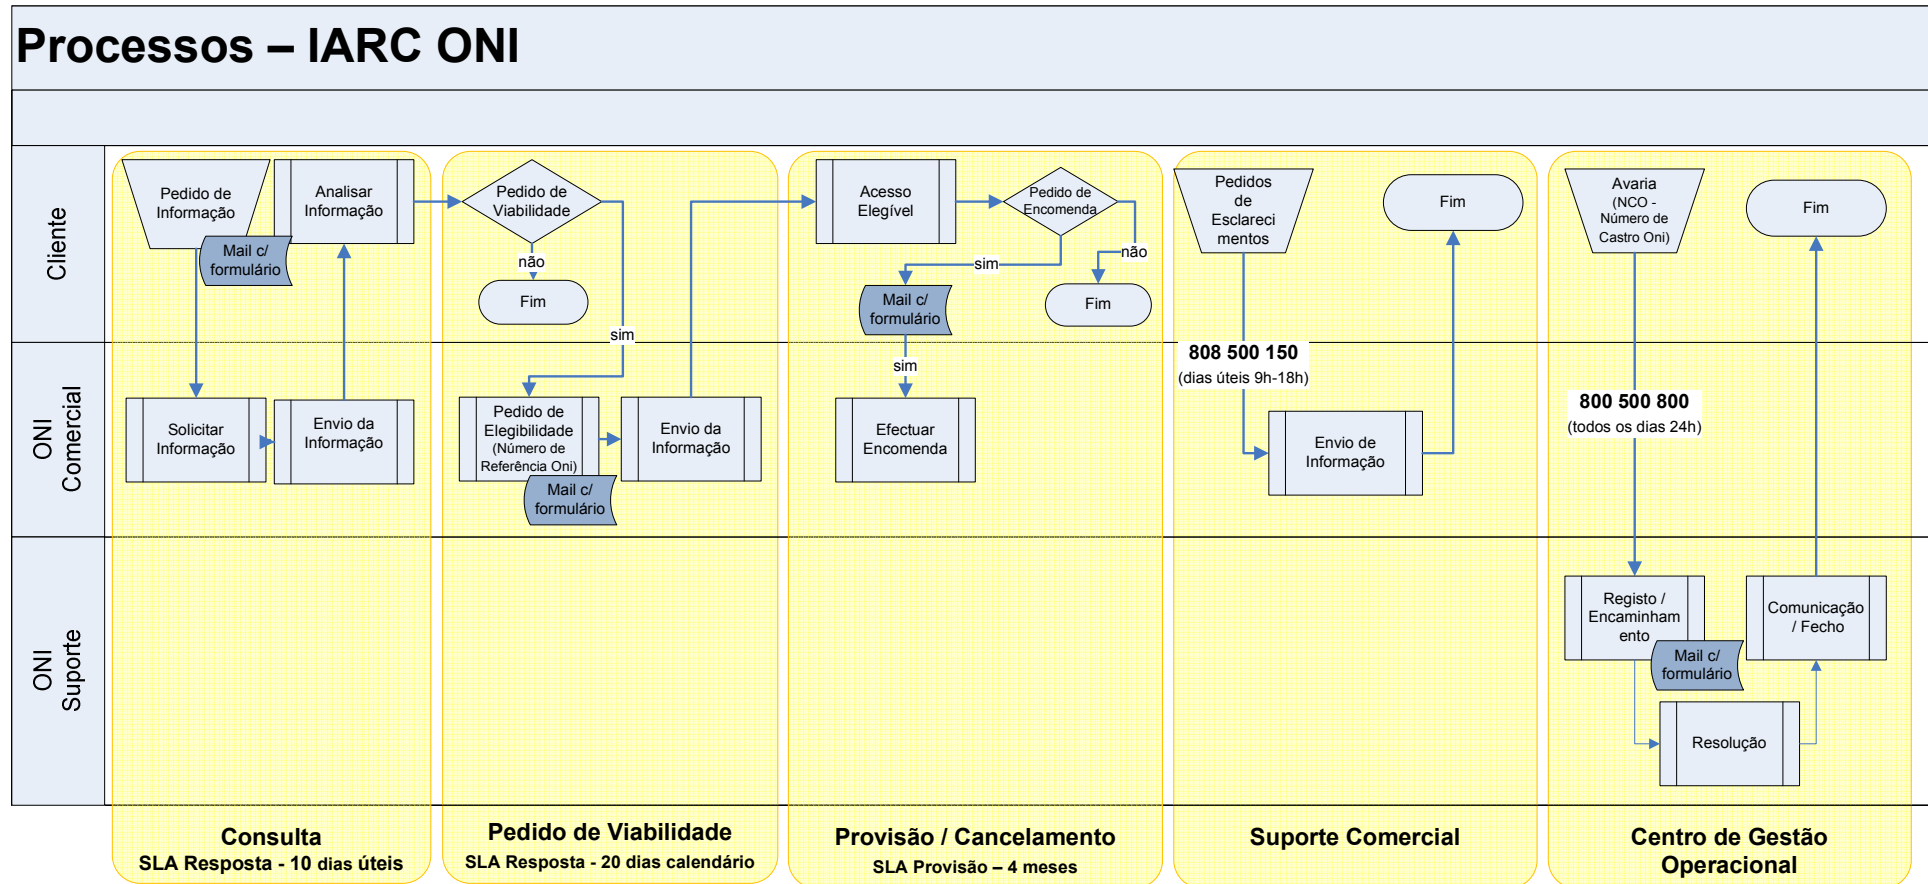 Processos – IARC ONI
Cliente
Pedido de
Informação
Mail c/
formulário
Analisar
Informação
Pedido de
Viabilidade
não
Fim
sim
Acesso
Elegível
Pedido de
Encomenda
sim
não
Mail c/
formulário
Fim
Pedidos
de
Esclareci
mentos
Fim
Avaria
(NCO -
Número de
Castro Oni)
Fim
ONI
Comercial
Solicitar
Informação
Envio da
Informação
Pedido de
Elegibilidade
(Número de
Referência Oni)
Mail c/
formulário
Envio da
Informação
sim
Efectuar
Encomenda
808 500 150
(dias úteis 9h-18h)
Envio de
Informação
800 500 800
(todos os dias 24h)
ONI
Suporte
Registo /
Encaminham
ento
Mail c/
formulário
Comunicação
/ Fecho
Resolução
Consulta
SLA Resposta - 10 dias úteis
Pedido de Viabilidade
SLA Resposta - 20 dias calendário
Provisão / Cancelamento
SLA Provisão – 4 meses
Suporte Comercial
Centro de Gestão
Operacional